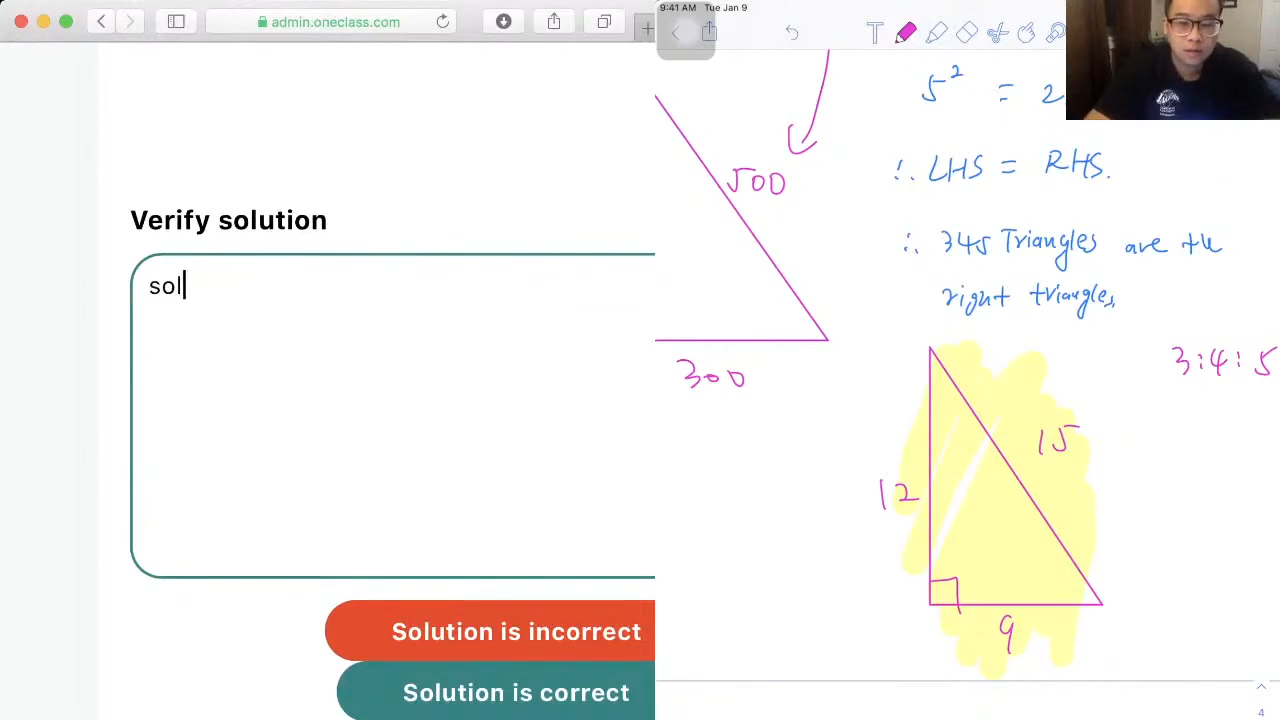 admin.oneclass.com
Verify solution
sol
Solution is incorrect
Solution is correct
9:41 AM Tue Jan 9
T
500
300
5² = 2
∴ LHS = RHS.
∴ 345 Triangles are the
right triangles.
3:4:5
15
12
9
4